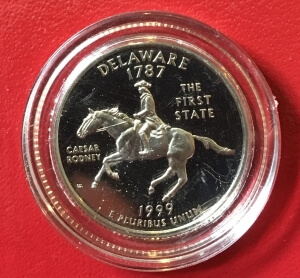 DELAWARE
1787
THE
FIRST
STATE
CAESAR
RODNEY
1999
E PLURIBUS UNUM